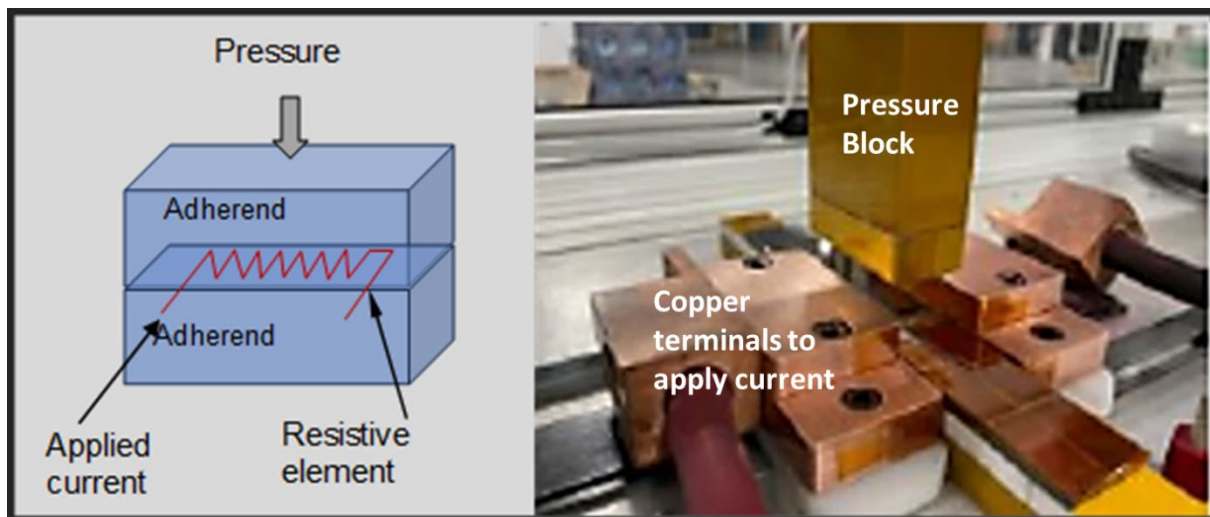 Pressure
Adherend
Adherend
Applied
current
Resistive
element
Pressure
Block
Copper
terminals to
apply current